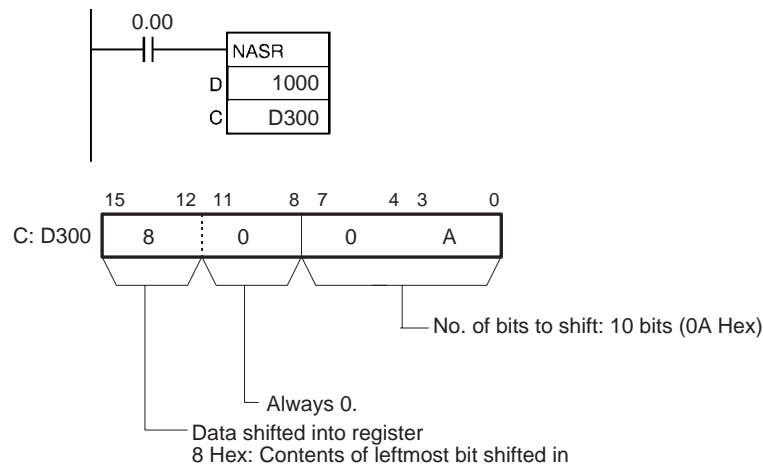 0.00
NASR
D 1000
C D300
15 12 11 8 7 4 3 0
C: D300 8 0 0 A
No. of bits to shift: 10 bits (0A Hex)
Always 0.
Data shifted into register
8 Hex: Contents of leftmost bit shifted in